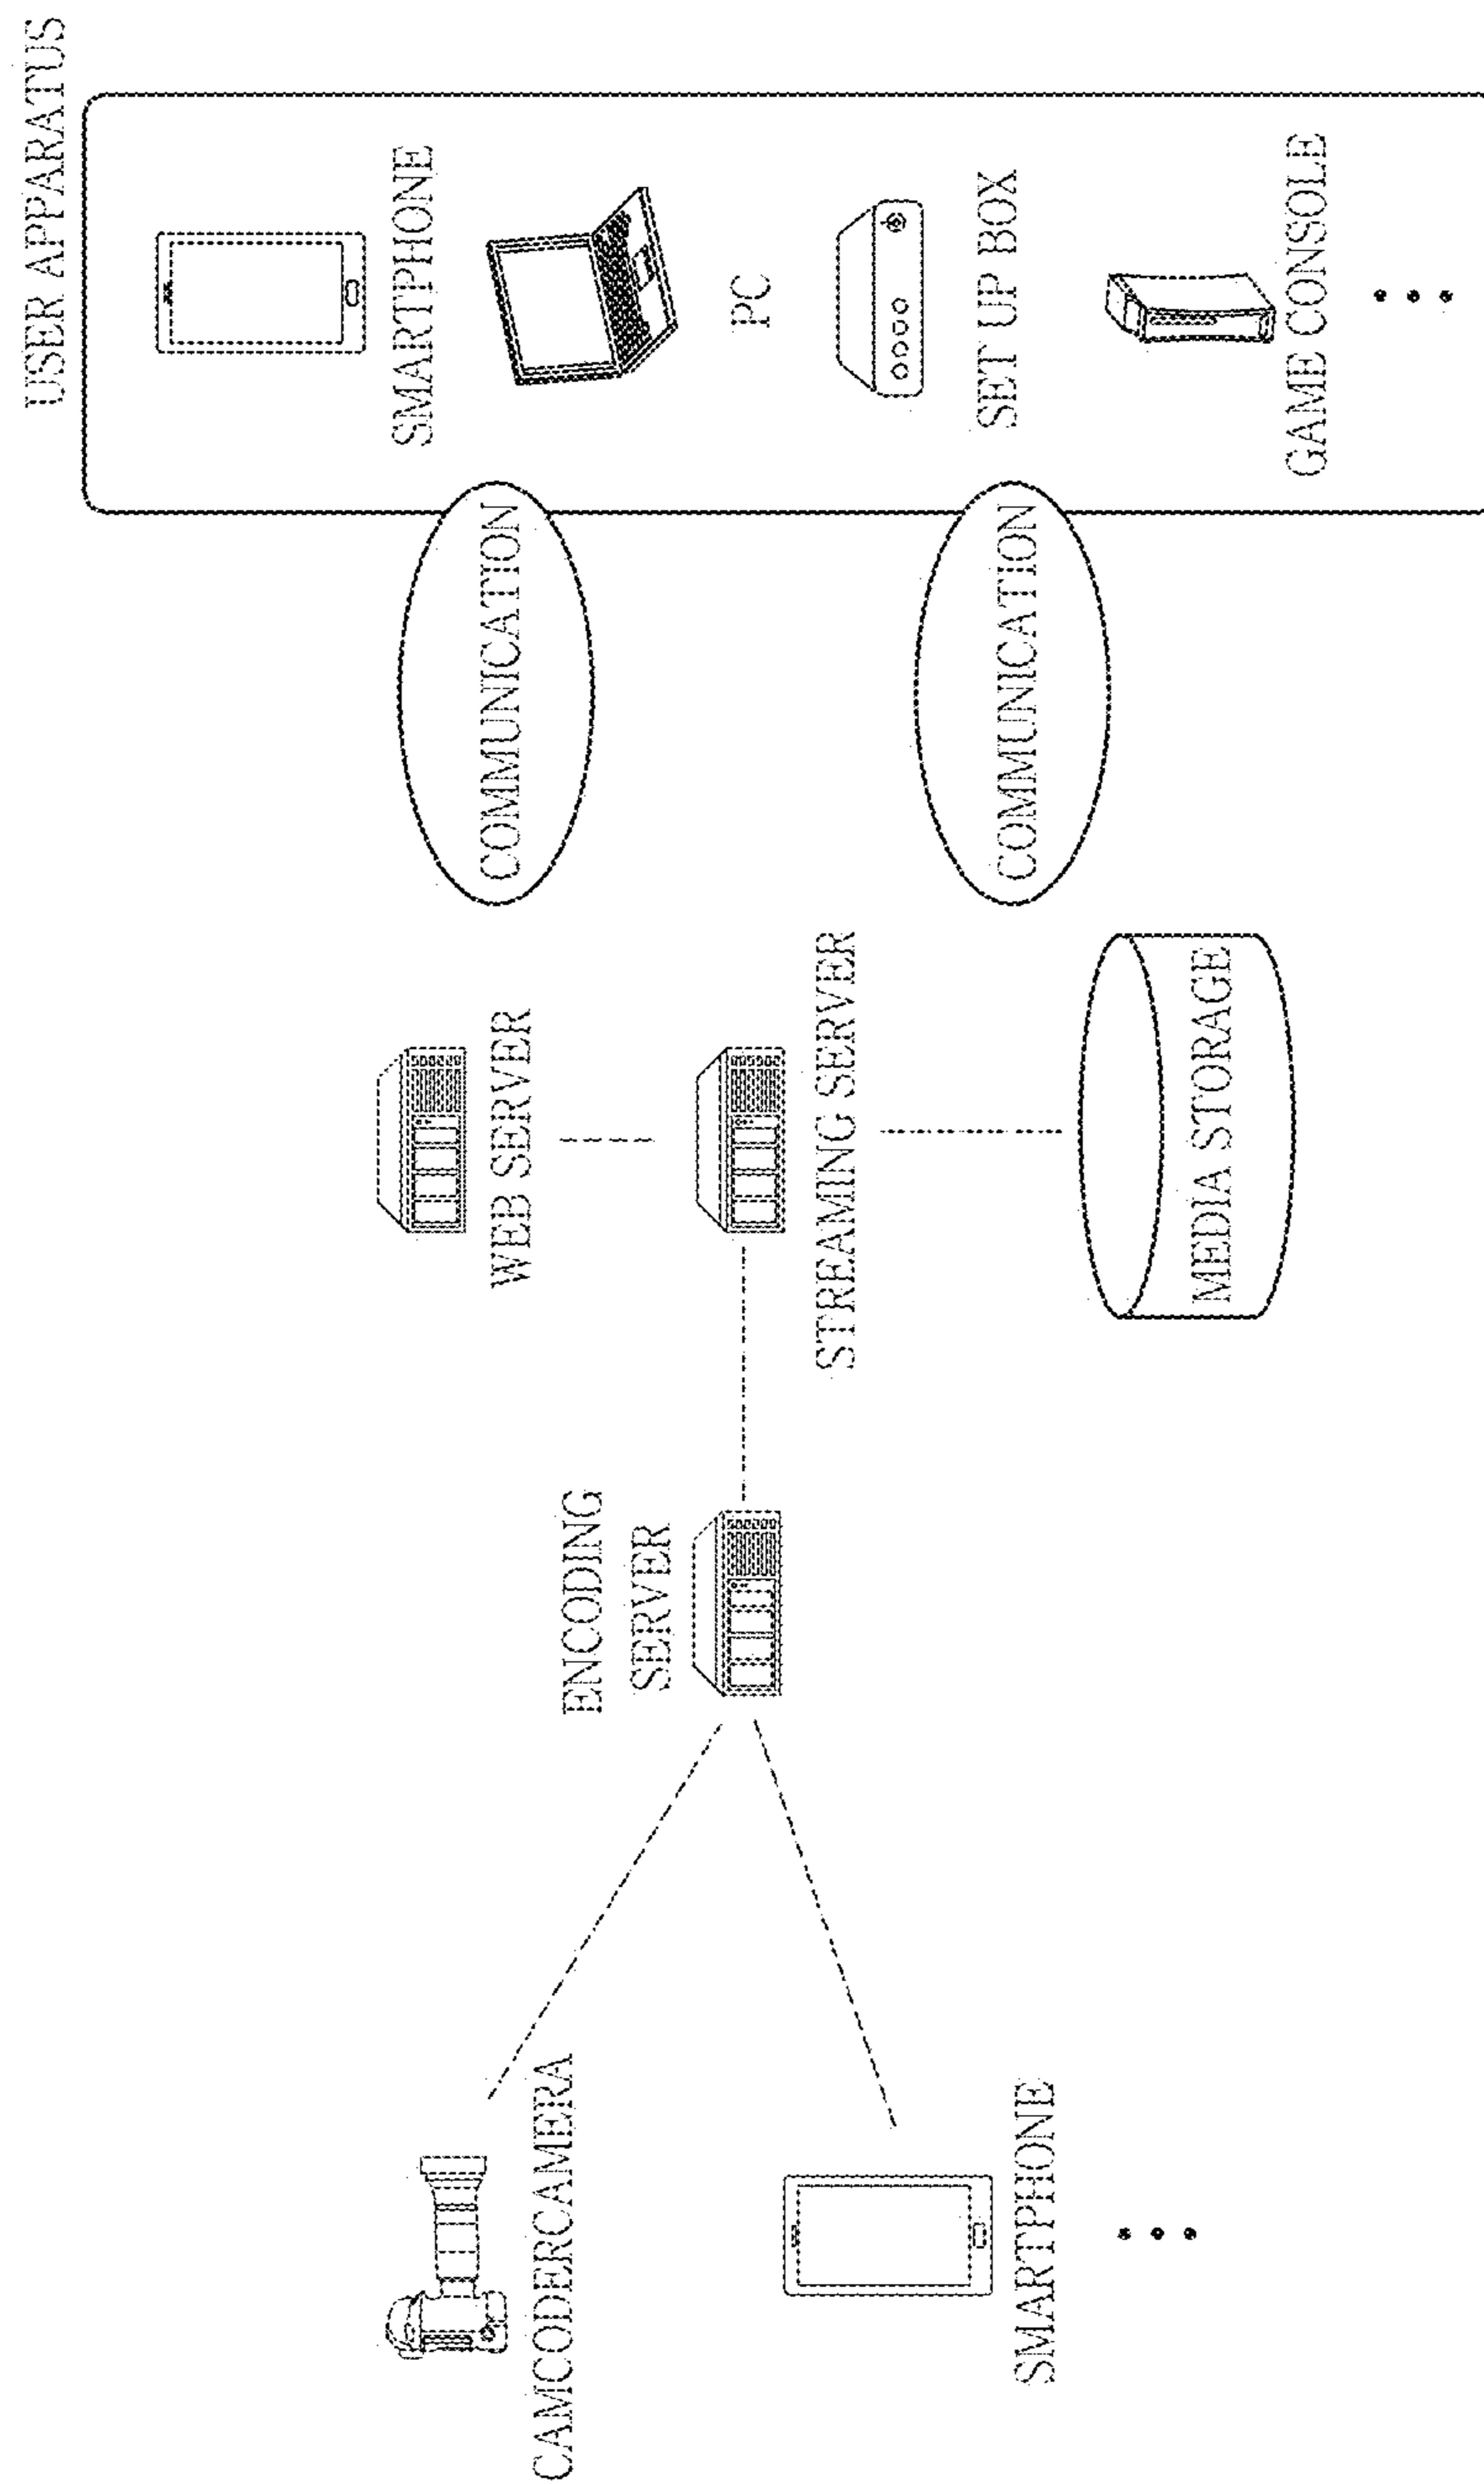 CAMCODERCAMERA
SMARTPHONE
ENCODING
SERVER
WEB SERVER
STREAMING SERVER
MEDIA STORAGE
COMMUNICATION
COMMUNICATION
USER APPARATUS
SMARTPHONE
PC
SET UP BOX
GAME CONSOLE